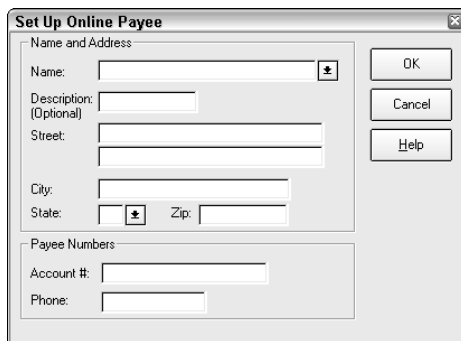 Set Up Online Payee
Name and Address
Name:
OK
Description:
(Optional)
Cancel
Street:
Help
City:
State:
Zip:
Payee Numbers
Account #:
Phone: